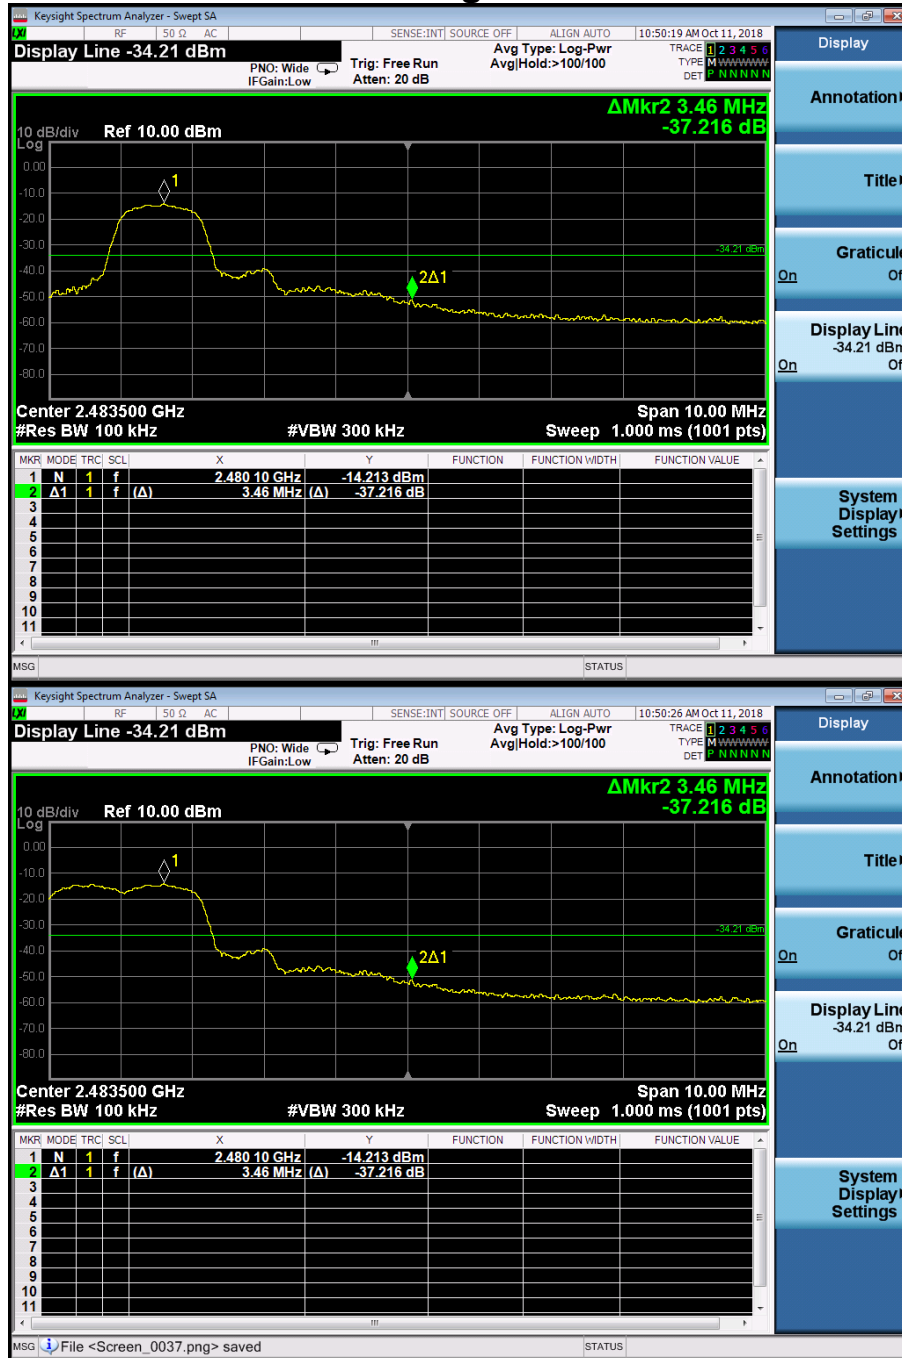 Keysight Spectrum Analyzer - Swept SA
LXI RF 50 Ω AC SENSE:INT SOURCE OFF ALIGN AUTO 10:50:19 AM Oct 11, 2018
Display Line -34.21 dBm
Avg Type: Log-Pwr
TRACE 1 2 3 4 5 6
PNO: Wide Trig: Free Run Avg|Hold:>100/100
TYPE M WWWWW
IFGain:Low Atten: 20 dB
DET P N N N N N
ΔMkr2 3.46 MHz
-37.216 dB
10 dB/div Ref 10.00 dBm
Log
0.00
1
-10.0
-20.0
-30.0
-34.21 dBm
-40.0
2Δ1
-50.0
-60.0
-70.0
-80.0
Center 2.483500 GHz Span 10.00 MHz
#Res BW 100 kHz #VBW 300 kHz Sweep 1.000 ms (1001 pts)
MKR MODE TRC SCL X Y FUNCTION FUNCTION WIDTH FUNCTION VALUE
1 N 1 f 2.480 10 GHz -14.213 dBm
2 Δ1 1 f (Δ) 3.46 MHz (Δ) -37.216 dB
3
4
5
6
7
8
9
10
11
MSG STATUS
Display
Annotation
Title
Graticule
On Of
Display Line
-34.21 dBm
On Of
System
Display
Settings
Keysight Spectrum Analyzer - Swept SA
LXI RF 50 Ω AC SENSE:INT SOURCE OFF ALIGN AUTO 10:50:26 AM Oct 11, 2018
Display Line -34.21 dBm
Avg Type: Log-Pwr
TRACE 1 2 3 4 5 6
PNO: Wide Trig: Free Run Avg|Hold:>100/100
TYPE M WWWWW
IFGain:Low Atten: 20 dB
DET P N N N N N
ΔMkr2 3.46 MHz
-37.216 dB
10 dB/div Ref 10.00 dBm
Log
0.00
1
-10.0
-20.0
-30.0
-34.21 dBm
-40.0
2Δ1
-50.0
-60.0
-70.0
-80.0
Center 2.483500 GHz Span 10.00 MHz
#Res BW 100 kHz #VBW 300 kHz Sweep 1.000 ms (1001 pts)
MKR MODE TRC SCL X Y FUNCTION FUNCTION WIDTH FUNCTION VALUE
1 N 1 f 2.480 10 GHz -14.213 dBm
2 Δ1 1 f (Δ) 3.46 MHz (Δ) -37.216 dB
3
4
5
6
7
8
9
10
11
MSG File <Screen_0037.png> saved STATUS
Display
Annotation
Title
Graticule
On Of
Display Line
-34.21 dBm
On Of
System
Display
Settings